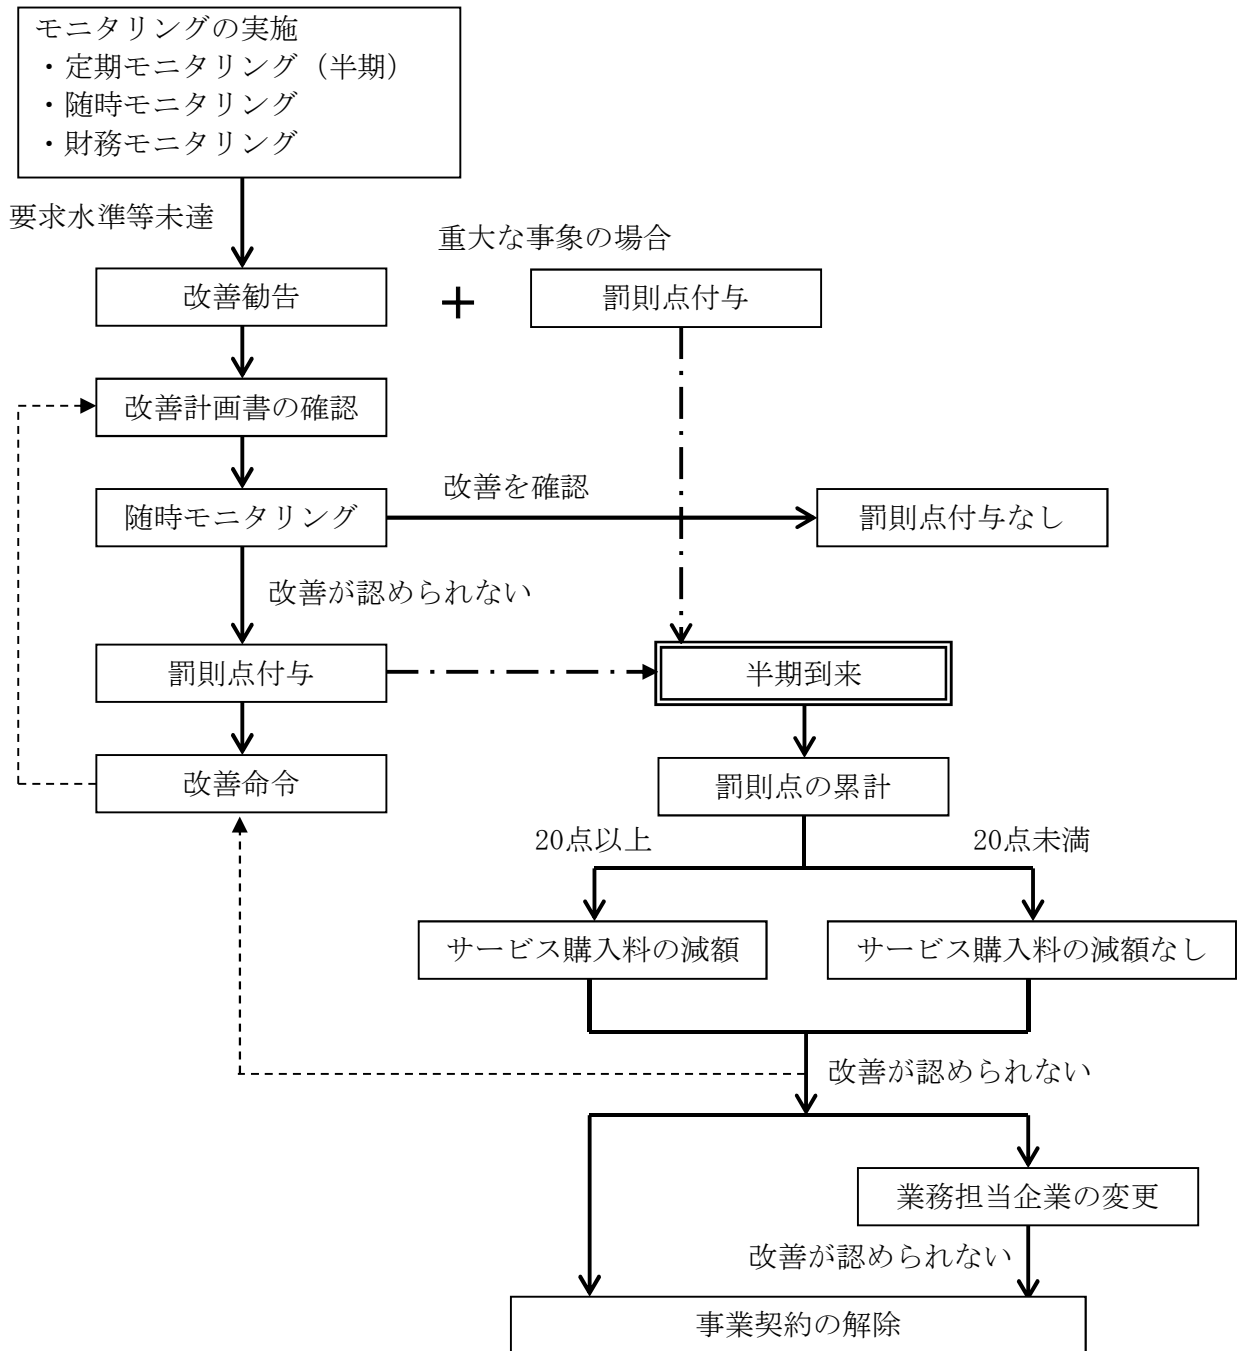 モニタリングの実施
・定期モニタリング（半期）
・随時モニタリング
・財務モニタリング
要求水準等未達
重大な事象の場合
改善勧告
+
罰則点付与
改善計画書の確認
改善を確認
随時モニタリング
罰則点付与なし
改善が認められない
罰則点付与
半期到来
改善命令
罰則点の累計
20点以上
20点未満
サービス購入料の減額
サービス購入料の減額なし
改善が認められない
業務担当企業の変更
改善が認められない
事業契約の解除